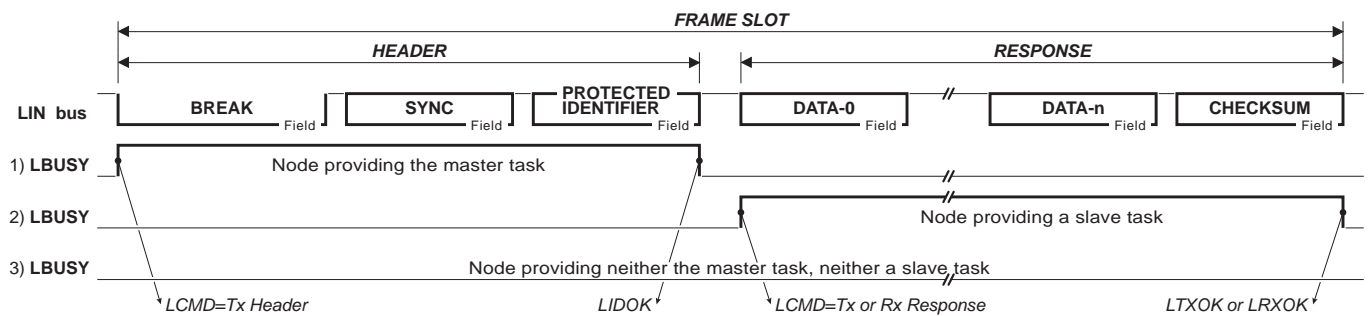 FRAME SLOT
HEADER
RESPONSE
LIN bus
BREAK
Field
SYNC
Field
PROTECTED
IDENTIFIER
Field
DATA-0
Field
DATA-n
Field
CHECKSUM
Field
1) LBUSY
Node providing the master task
2) LBUSY
Node providing a slave task
3) LBUSY
Node providing neither the master task, neither a slave task
LCMD=Tx Header
LIDOK
LCMD=Tx or Rx Response
LTXOK or LRXOK